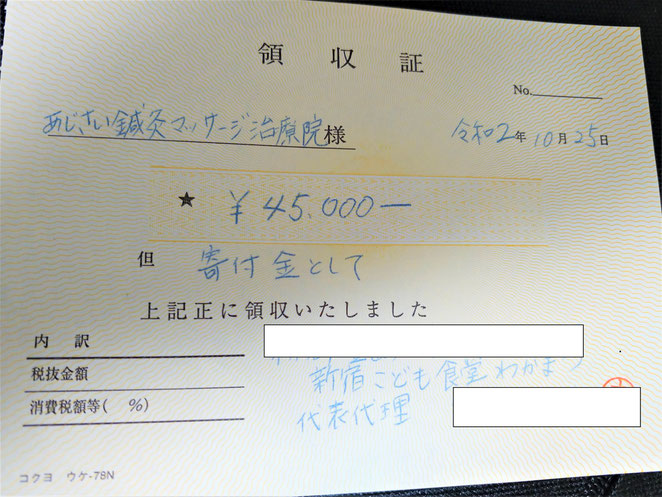 領収証
No.
あじさい鍼灸マッサージ治療院様
令和2年10月25日
★ ¥45,000ー
但 寄付金として
上記正に領収いたしました
内訳
税抜金額
消費税額等( %)
新宿こども食堂わかまつ
代表代理
コクヨ ウケ-78N